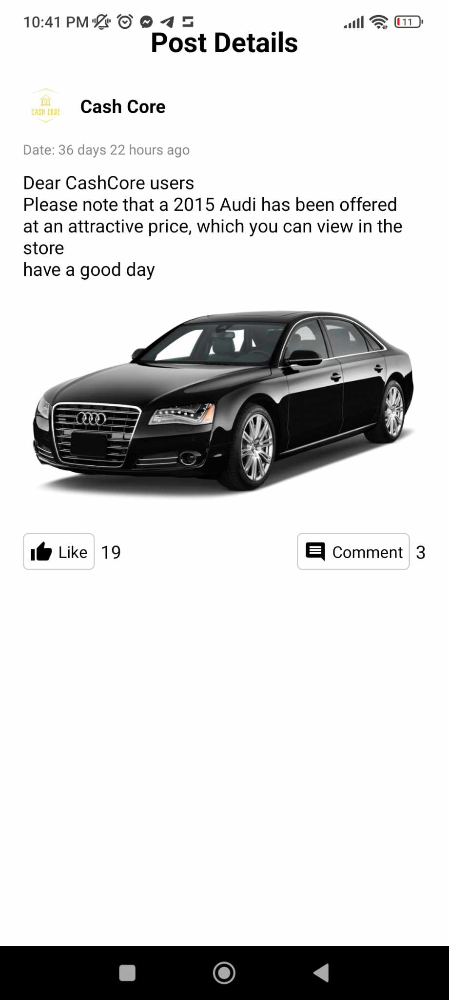 10:41 PM
11
Post Details
CASH CORE
Cash Core
Date: 36 days 22 hours ago
Dear CashCore users
Please note that a 2015 Audi has been offered
at an attractive price, which you can view in the
store
have a good day
Like 19
Comment 3